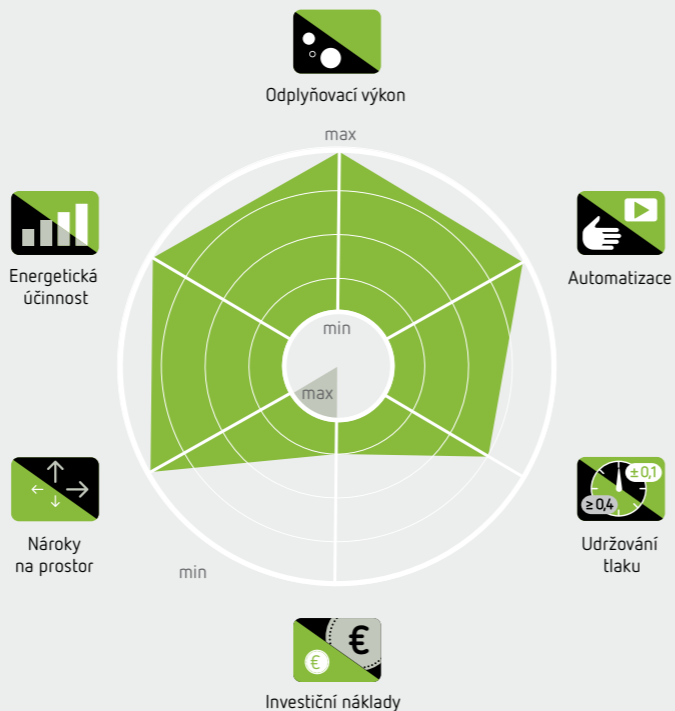 Odplyňovací výkon
max
Energetická
účinnost
Automatizace
min
max
± 0,1
≥ 0,4
Nároky
na prostor
Udržování
tlaku
min
€
€
Investiční náklady